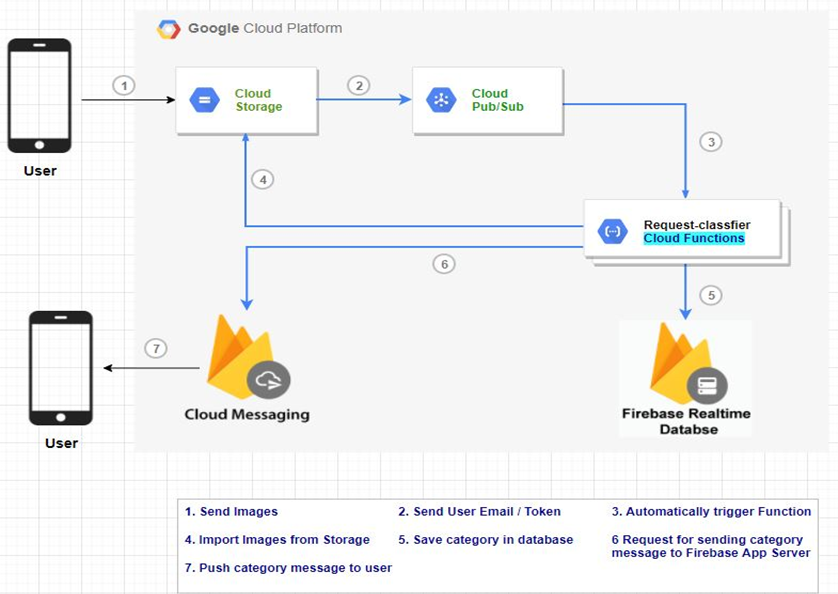 Google Cloud Platform
1
Cloud
Storage
2
Cloud
Pub/Sub
User
3
4
Request-classfier
Cloud Functions
6
5
7
Cloud Messaging
Firebase Realtime
Databse
User
1. Send Images
2. Send User Email / Token
3. Automatically trigger Function
4. Import Images from Storage
5. Save category in database
6 Request for sending category
message to Firebase App Server
7. Push category message to user